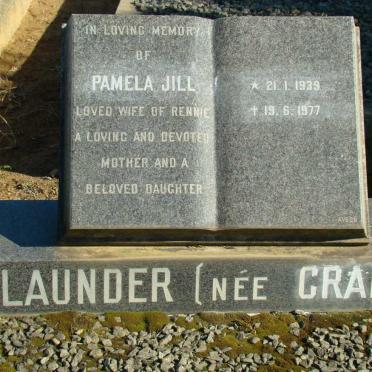 IN LOVING MEMORY
OF
PAMELA JILL
LOVED WIFE OF RENNIE
A LOVING AND DEVOTED
MOTHER AND A
BELOVED DAUGHTER
★ 21.1.1939
✝ 19.6.1977
LAUNDER (NÉE